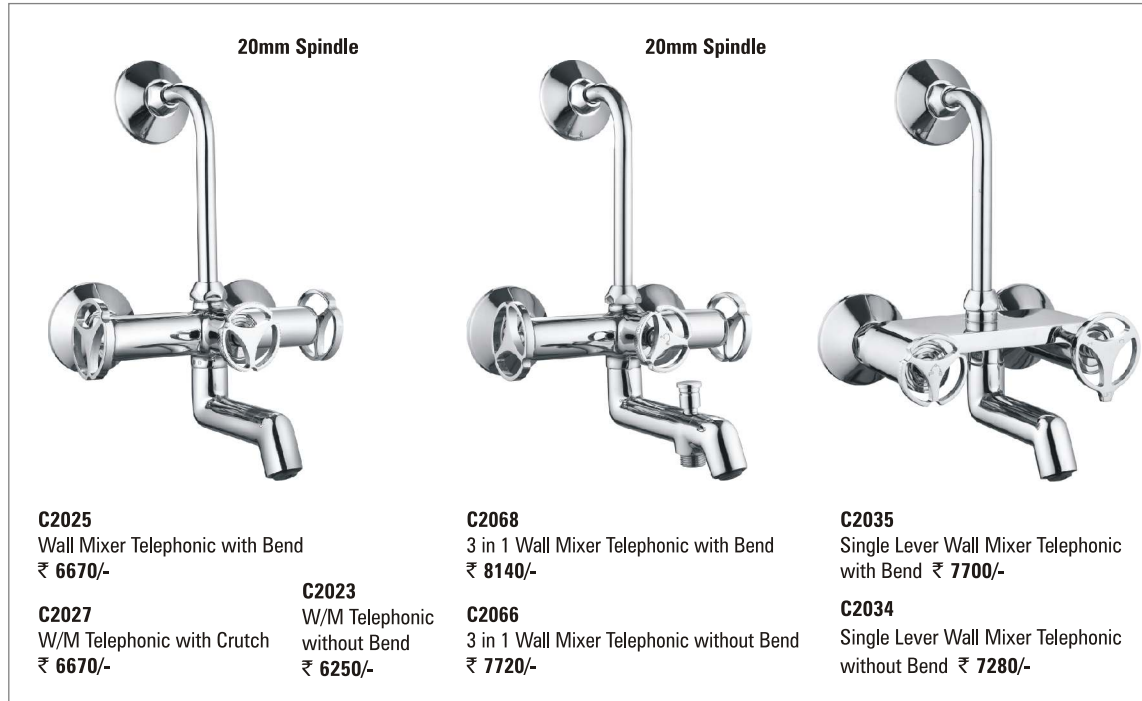 20mm Spindle
20mm Spindle
C2025
Wall Mixer Telephonic with Bend
₹ 6670/-
C2027
W/M Telephonic with Crutch
₹ 6670/-
C2023
W/M Telephonic
without Bend
₹ 6250/-
C2068
3 in 1 Wall Mixer Telephonic with Bend
₹ 8140/-
C2066
3 in 1 Wall Mixer Telephonic without Bend
₹ 7720/-
C2035
Single Lever Wall Mixer Telephonic
with Bend ₹ 7700/-
C2034
Single Lever Wall Mixer Telephonic
without Bend ₹ 7280/-